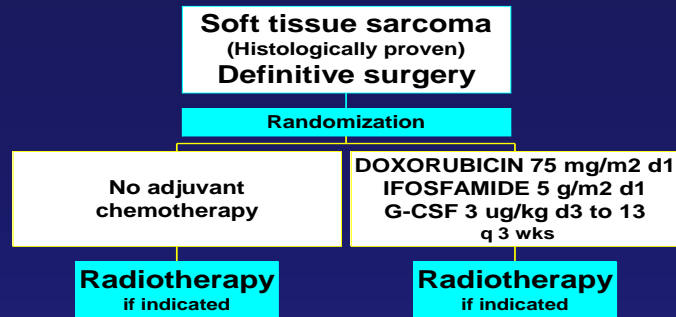 Soft tissue sarcoma
(Histologically proven)
Definitive surgery
Randomization
No adjuvant
chemotherapy
DOXORUBICIN 75 mg/m2 d1
IFOSFAMIDE 5 g/m2 d1
G-CSF 3 ug/kg d3 to 13
q 3 wks
Radiotherapy
if indicated
Radiotherapy
if indicated